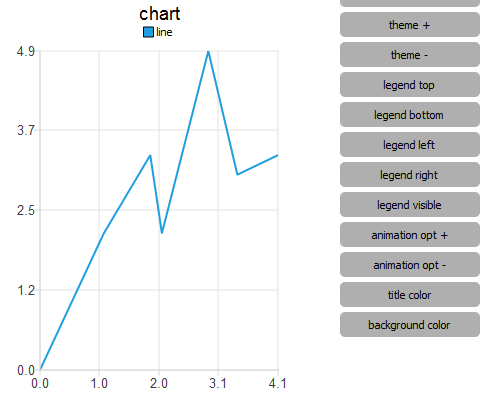 chart
line
4.9
3.7
2.5
1.2
0.0
0.0 1.0 2.0 3.1 4.1
theme +
theme -
legend top
legend bottom
legend left
legend right
legend visible
animation opt +
animation opt -
title color
background color